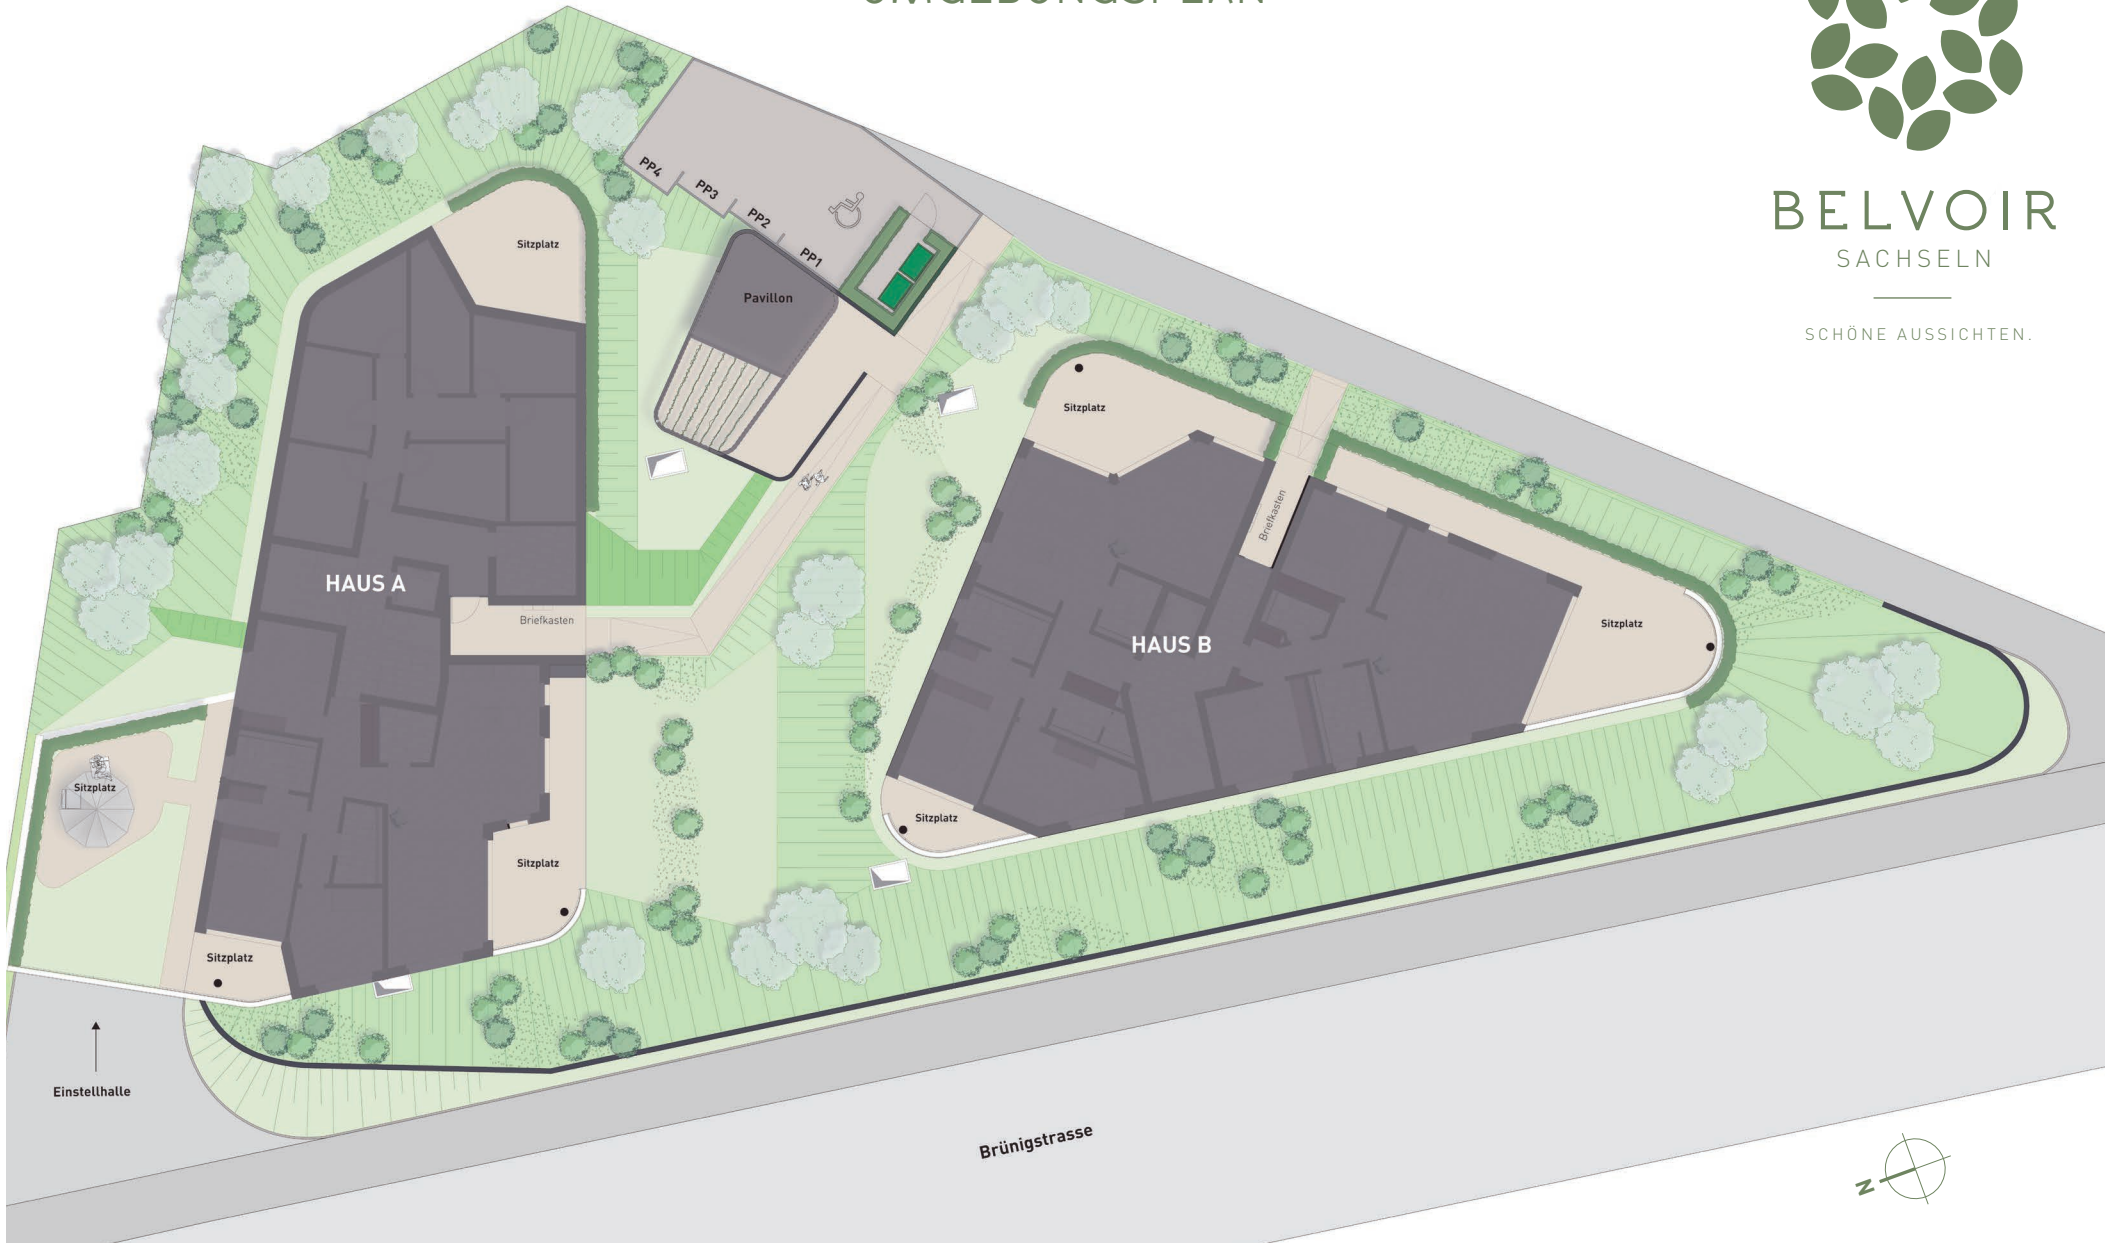 UMGEBUNGSPLAN
BELVOIR
SACHSELN
SCHÖNE AUSSICHTEN.
PP4
PP3
PP2
PP1
Sitzplatz
Pavillon
Sitzplatz
Briefkasten
HAUS A
Briefkasten
Sitzplatz
HAUS B
Sitzplatz
Sitzplatz
Sitzplatz
Sitzplatz
Einstellhalle
Brünigstrasse
N